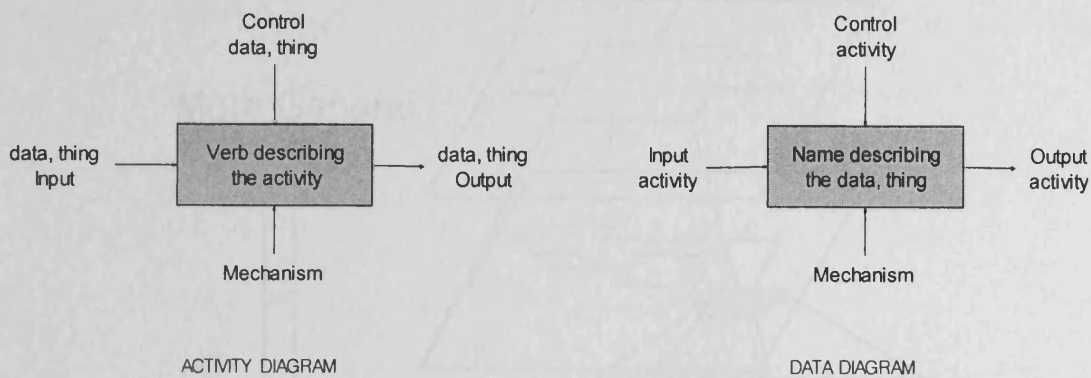 Control
data, thing
data, thing
Input
Verb describing
the activity
data, thing
Output
Mechanism
ACTIVITY DIAGRAM
Control
activity
Input
activity
Name describing
the data, thing
Output
activity
Mechanism
DATA DIAGRAM